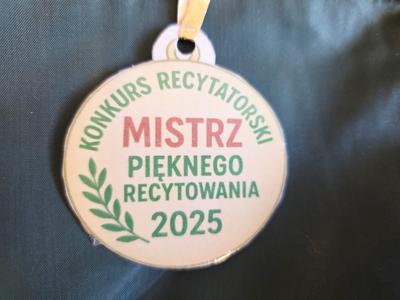 KONKURS RECYTATORSKI
MISTRZ
PIĘKNEGO
RECYTOWANIA
2025